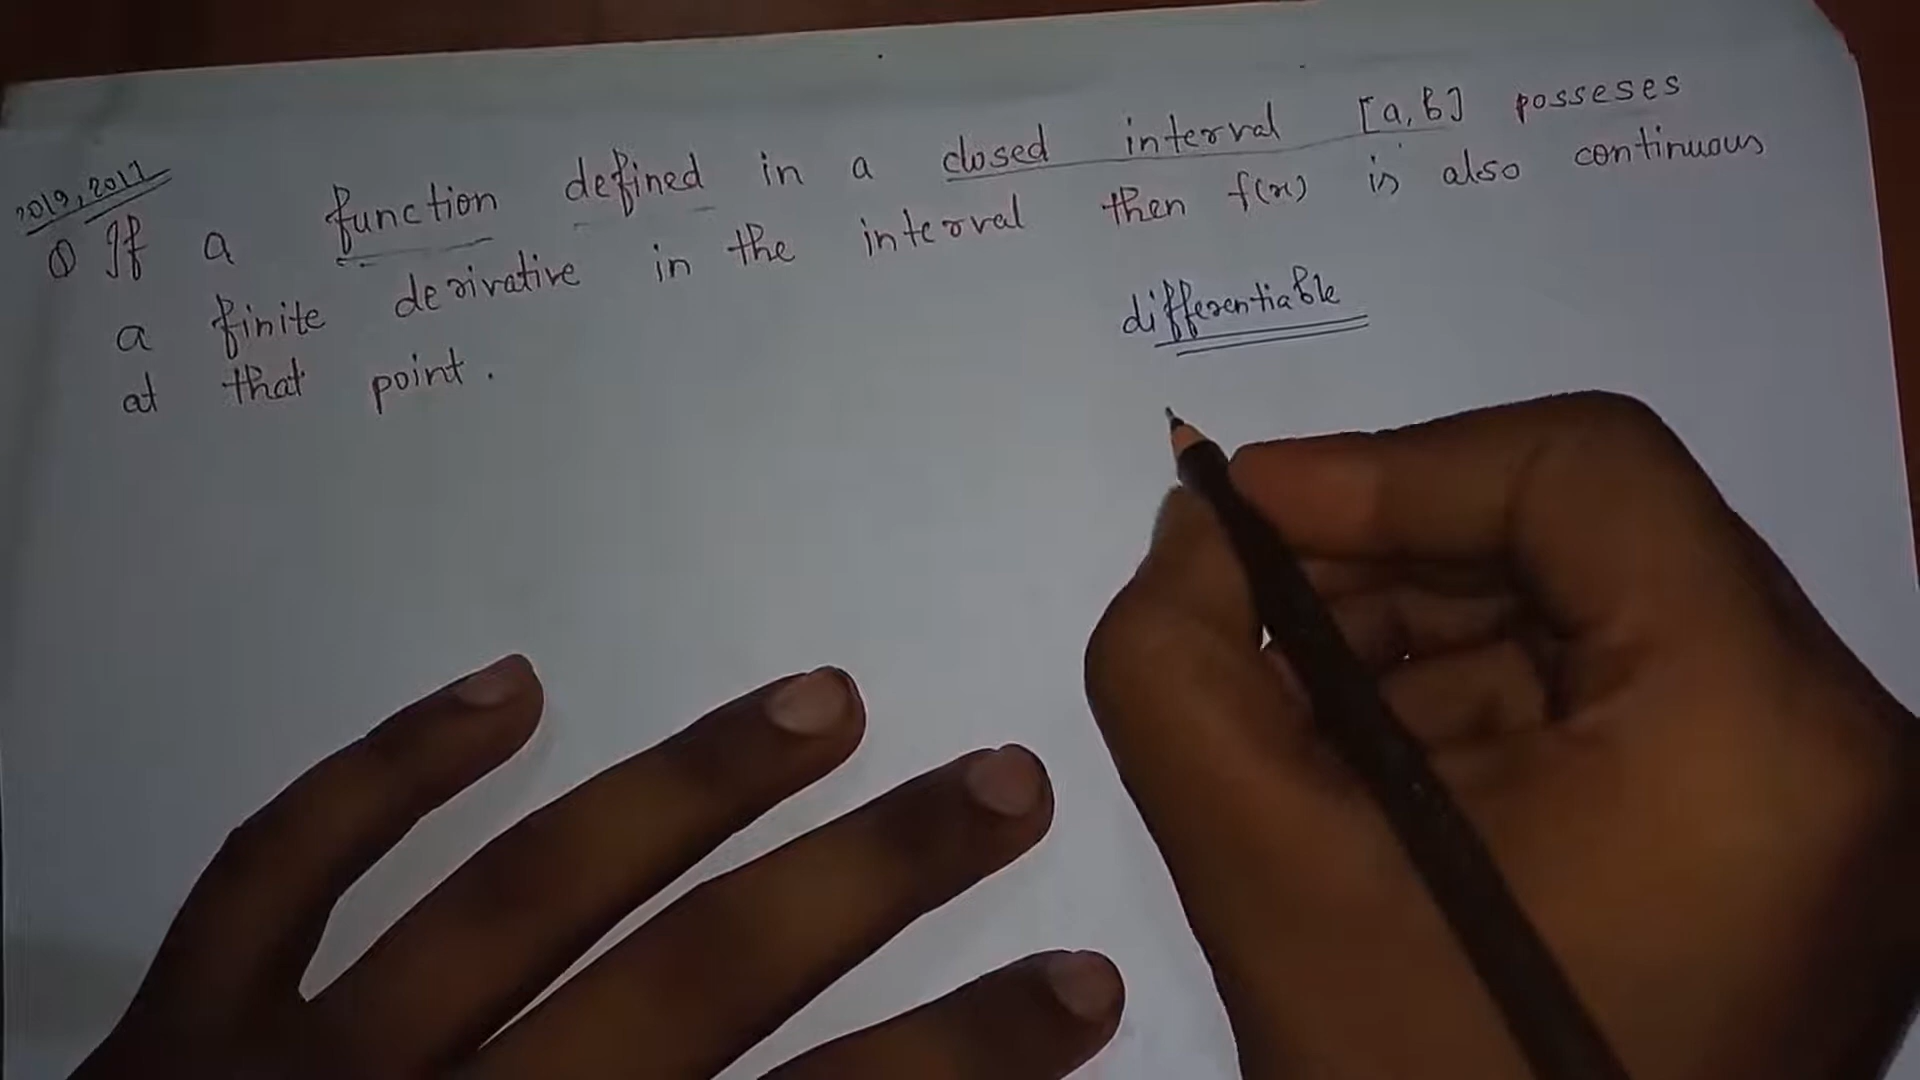 2019, 2017
① If a function defined in a closed interval [a, b] posseses
a finite derivative in the interval then f(x) is also continuous
at that point.
differentiable